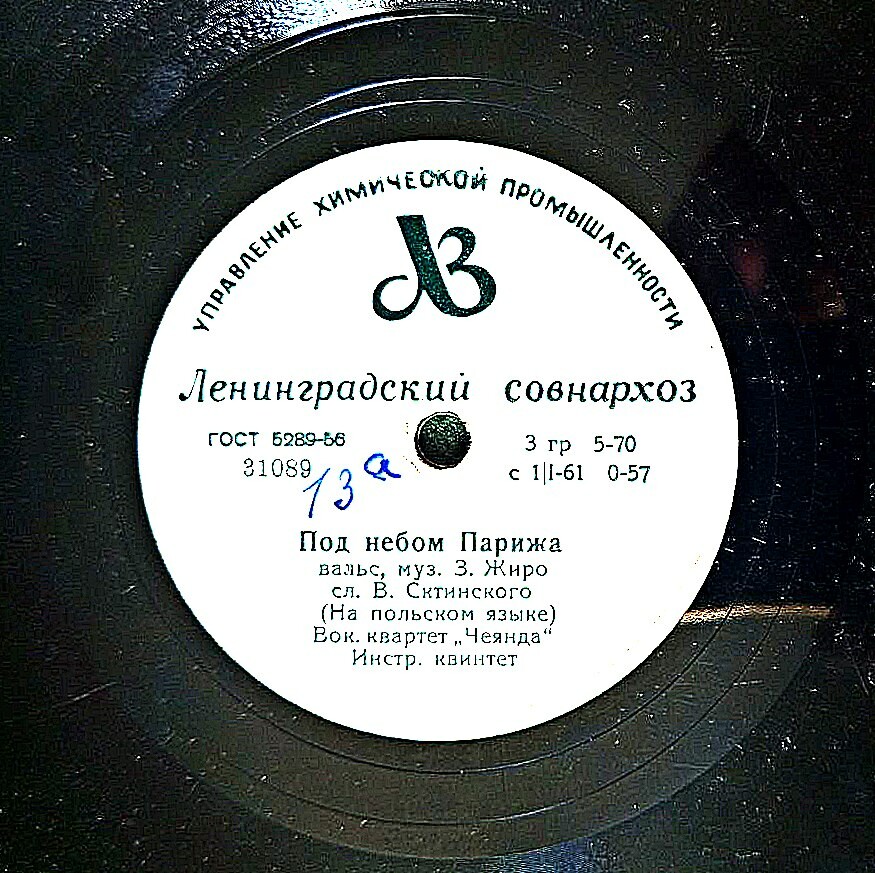 УПРАВЛЕНИЕ ХИМИЧЕСКОЙ ПРОМЫШЛЕННОСТИ
ЛЗ
Ленинградский совнархоз
ГОСТ 5289-56
31089
3 гр 5-70
с 1|I-61 0-57
13а
Под небом Парижа
вальс, муз. З. Жиро
сл. В. Сктинского
(На польском языке)
Вок. квартет „Чеянда“
Инстр. квинтет